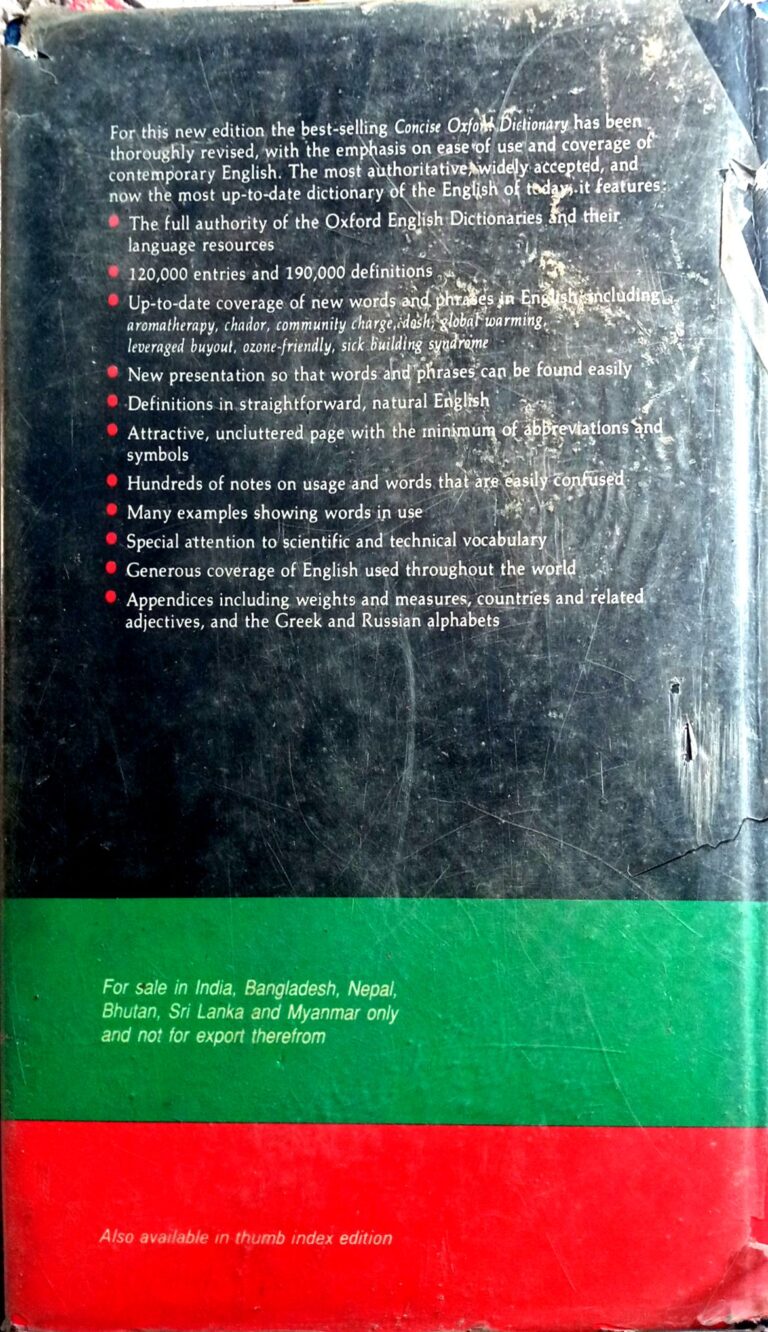 For this new edition the best-selling Concise Oxford Dictionary has been
thoroughly revised, with the emphasis on ease of use and coverage of
contemporary English. The most authoritative, widely accepted, and
now the most up-to-date dictionary of the English of today, it features:
• The full authority of the Oxford English Dictionaries and their
language resources
• 120,000 entries and 190,000 definitions
• Up-to-date coverage of new words and phrases in English, including
aromatherapy, chador, community charge, dosh, global warming,
leveraged buyout, ozone-friendly, sick building syndrome
• New presentation so that words and phrases can be found easily
• Definitions in straightforward, natural English
• Attractive, uncluttered page with the minimum of abbreviations and
symbols
• Hundreds of notes on usage and words that are easily confused
• Many examples showing words in use
• Special attention to scientific and technical vocabulary
• Generous coverage of English used throughout the world
• Appendices including weights and measures, countries and related
adjectives, and the Greek and Russian alphabets
For sale in India, Bangladesh, Nepal,
Bhutan, Sri Lanka and Myanmar only
and not for export therefrom
Also available in thumb index edition